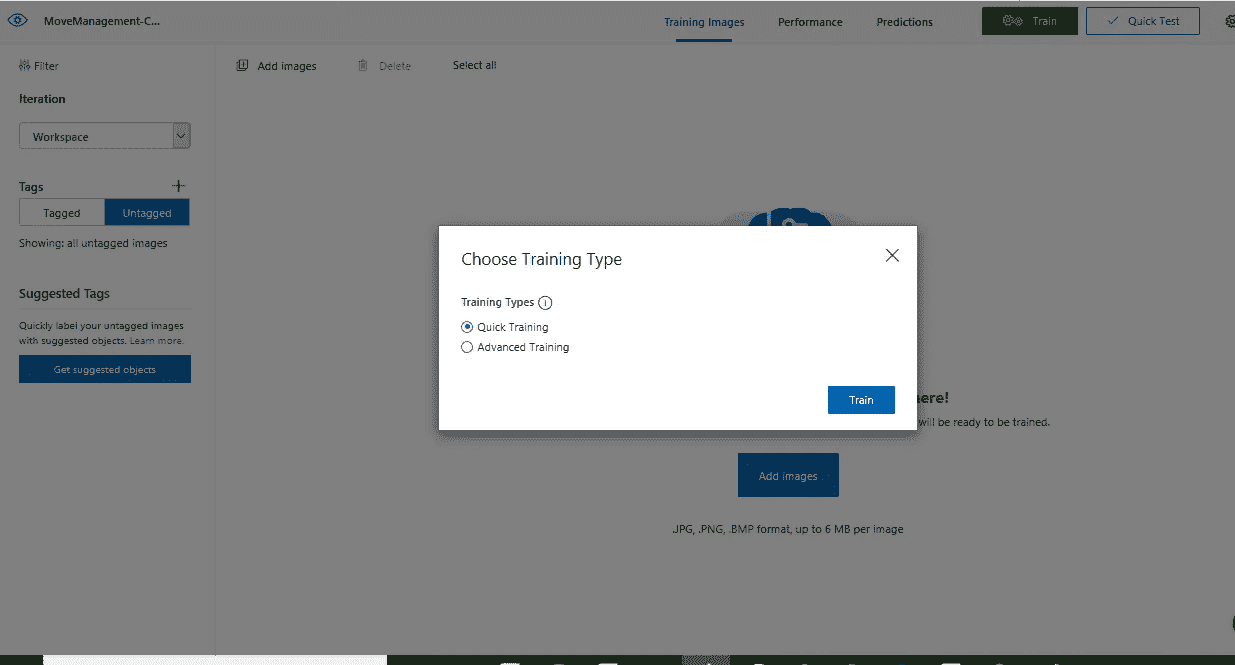 MoveManagement-C...
Training Images
Performance
Predictions
Train
Quick Test
Filter
Add images
Delete
Select all
Iteration
Workspace
Tags
Tagged
Untagged
Showing: all untagged images
Suggested Tags
Quickly label your untagged images
with suggested objects. Learn more.
Get suggested objects
Choose Training Type
Training Types
Quick Training
Advanced Training
Train
here!
will be ready to be trained.
Add images
.JPG, .PNG, .BMP format, up to 6 MB per image